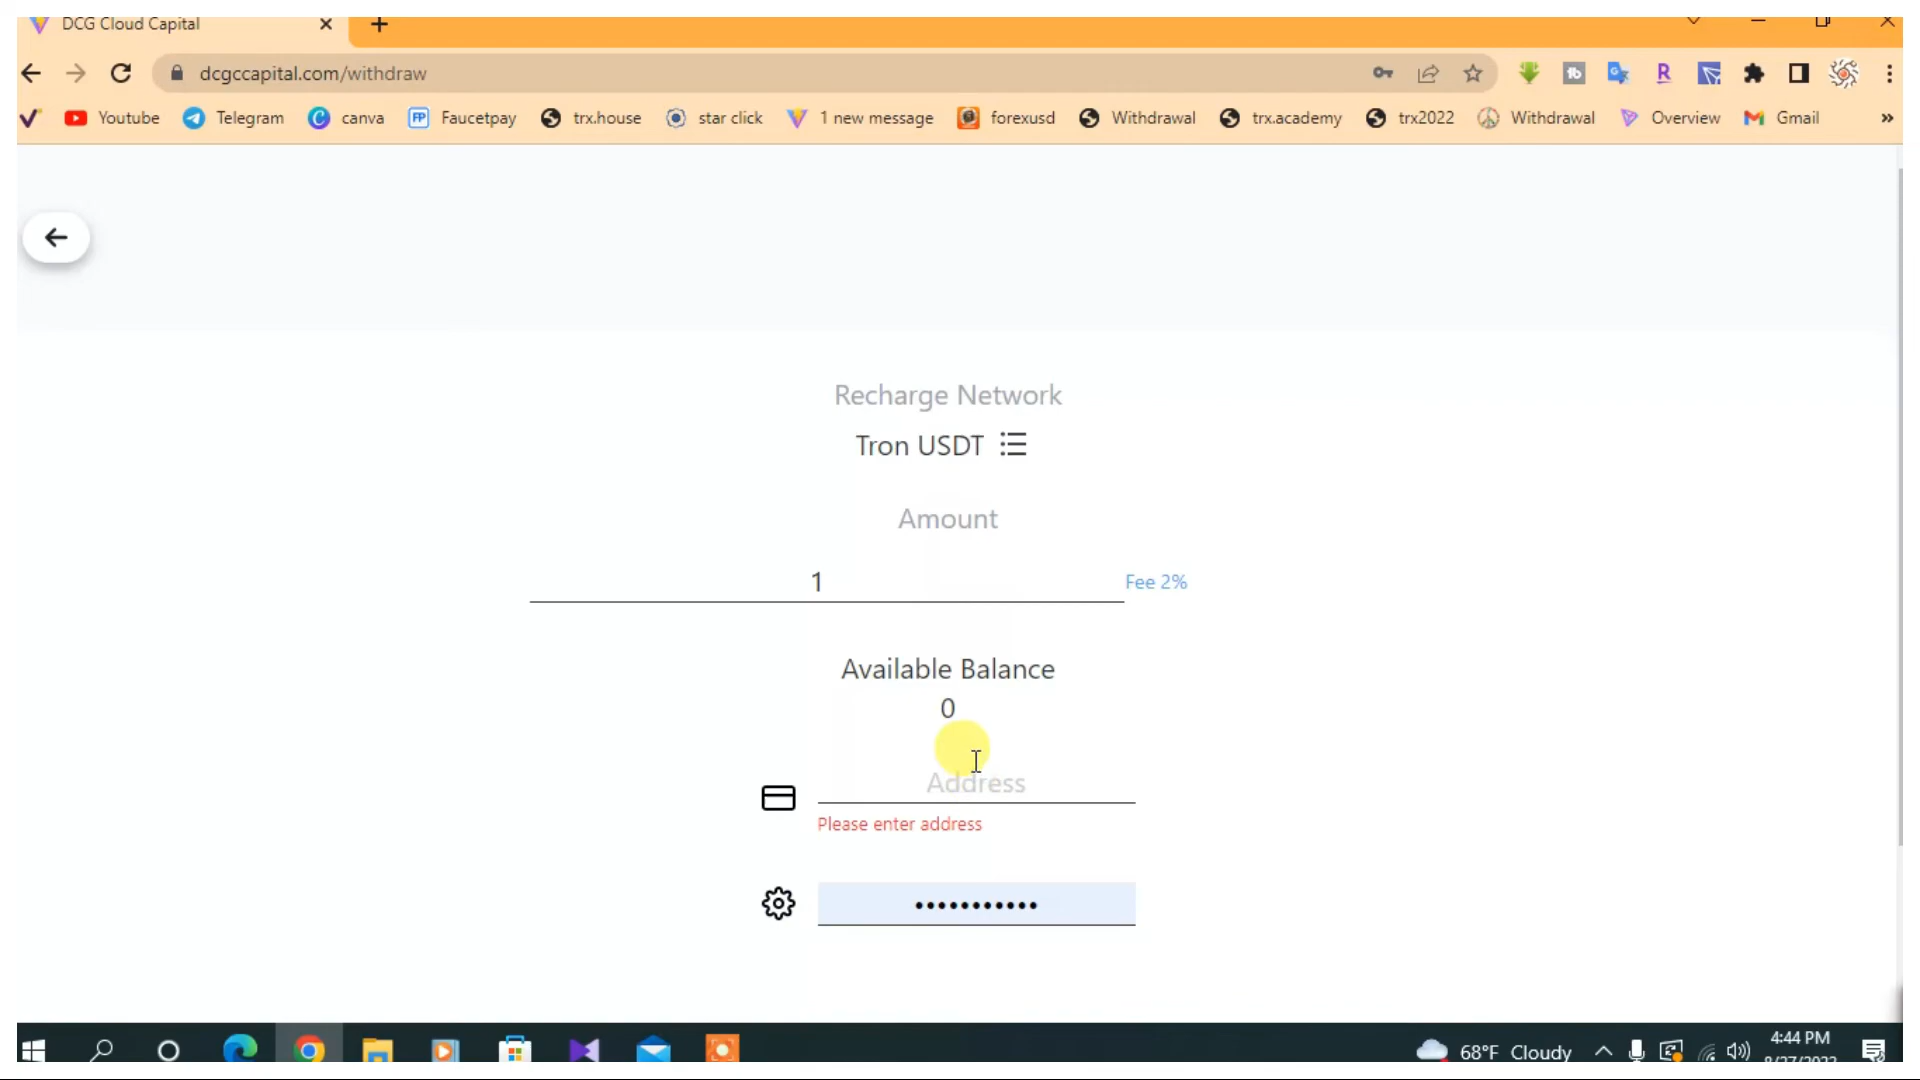 DCG Cloud Capital
dcgccapital.com/withdraw
Youtube Telegram canva Faucetpay trx.house star click 1 new message forexusd Withdrawal trx.academy trx2022 Withdrawal Overview Gmail »
Recharge Network
Tron USDT
Amount
1 Fee 2%
Available Balance
0
Address
Please enter address
68°F Cloudy 4:44 PM